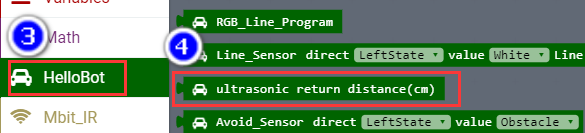 Variables
3
Math
HelloBot
Mbit_IR
4
RGB_Line_Program
Line_Sensor direct LeftState value White Line
ultrasonic return distance(cm)
Avoid_Sensor direct LeftState value Obstacle